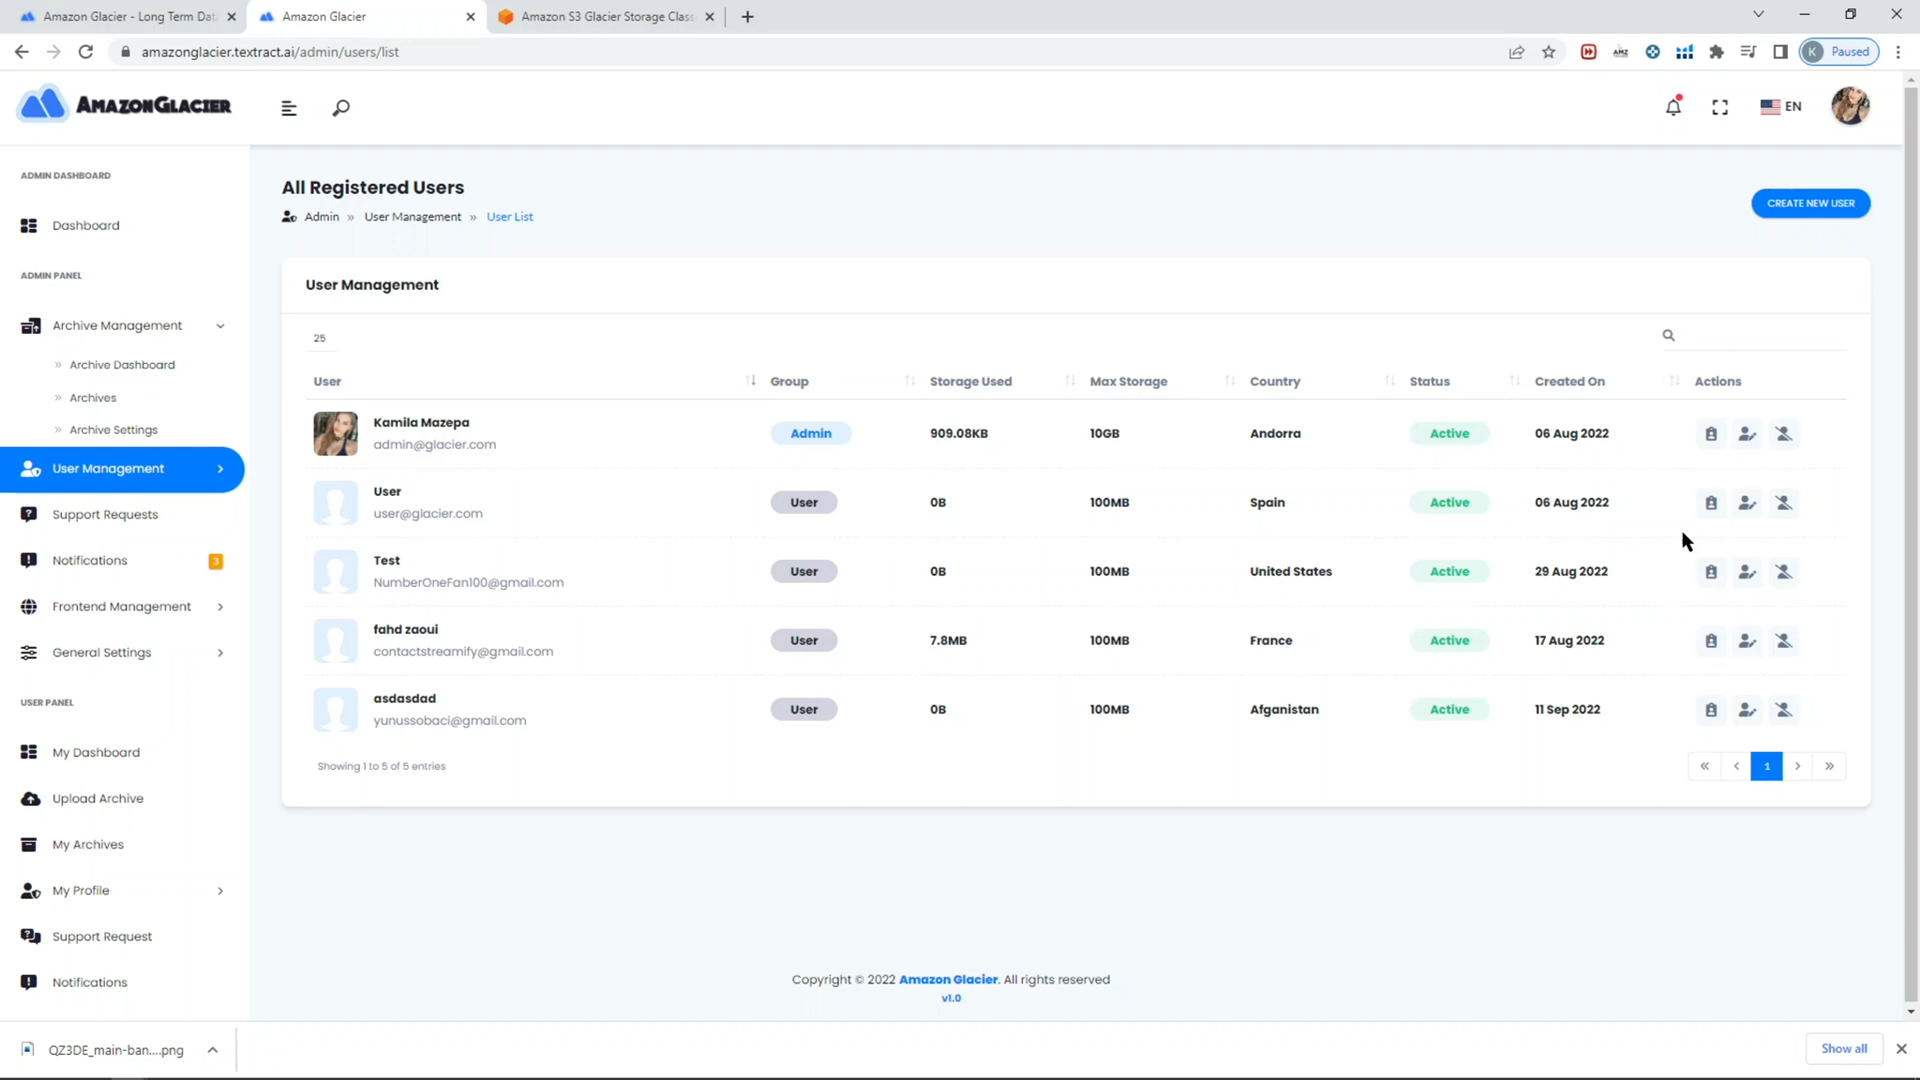 Amazon Glacier - Long Term Dat
Amazon Glacier
Amazon S3 Glacier Storage Class
amazonglacier.textract.ai/admin/users/list
AMZ
K Paused
AMAZONGLACIER
EN
ADMIN DASHBOARD
Dashboard
ADMIN PANEL
Archive Management
» Archive Dashboard
» Archives
» Archive Settings
User Management
Support Requests
Notifications 3
Frontend Management
General Settings
USER PANEL
My Dashboard
Upload Archive
My Archives
My Profile
Support Request
Notifications
All Registered Users
Admin » User Management » User List
CREATE NEW USER
User Management
25
User Group Storage Used Max Storage Country Status Created On Actions
Kamila Mazepa
admin@glacier.com
Admin 909.08KB 10GB Andorra Active 06 Aug 2022
User
user@glacier.com
User 0B 100MB Spain Active 06 Aug 2022
Test
NumberOneFan100@gmail.com
User 0B 100MB United States Active 29 Aug 2022
fahd zaoui
contactstreamify@gmail.com
User 7.8MB 100MB France Active 17 Aug 2022
asdasdad
yunussobaci@gmail.com
User 0B 100MB Afganistan Active 11 Sep 2022
Showing 1 to 5 of 5 entries
« ‹ 1 › »
Copyright © 2022 Amazon Glacier. All rights reserved
v1.0
QZ3DE_main-ban....png
Show all